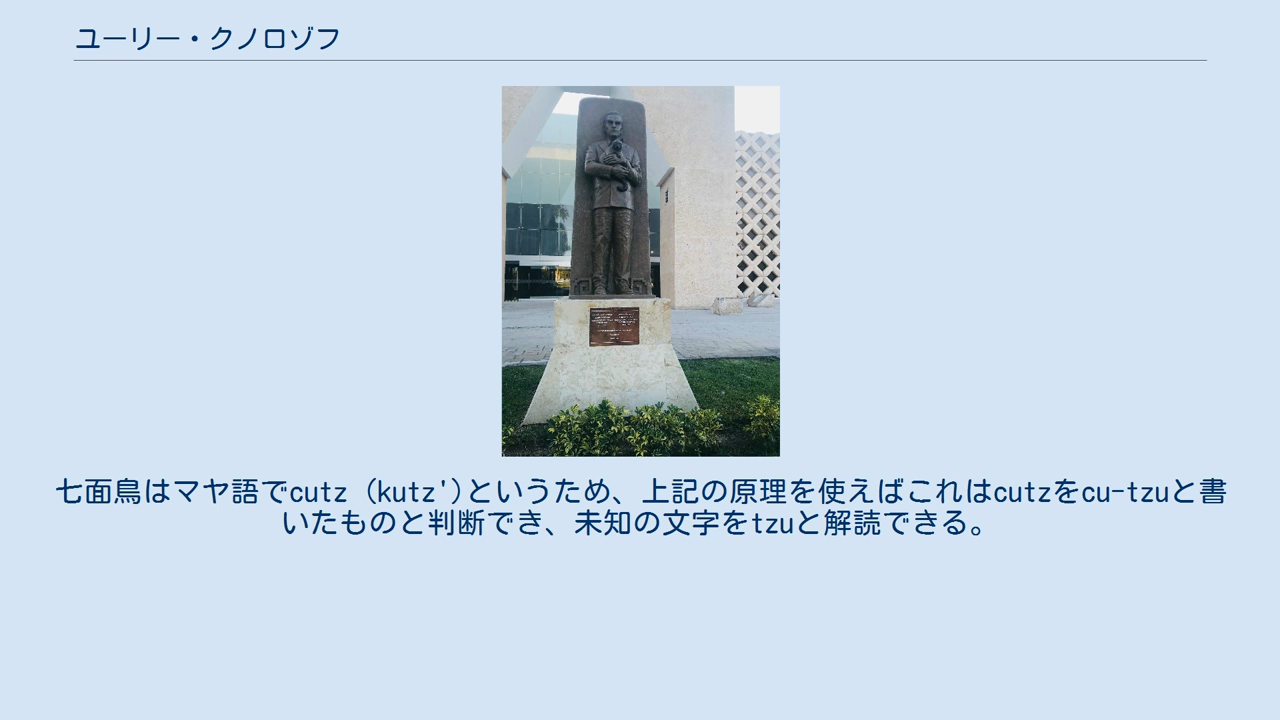 ユーリー・クノロゾフ
七面鳥はマヤ語でcutz (kutz')というため、上記の原理を使えばこれはcutzをcu-tzuと書
いたものと判断でき、未知の文字をtzuと解読できる。